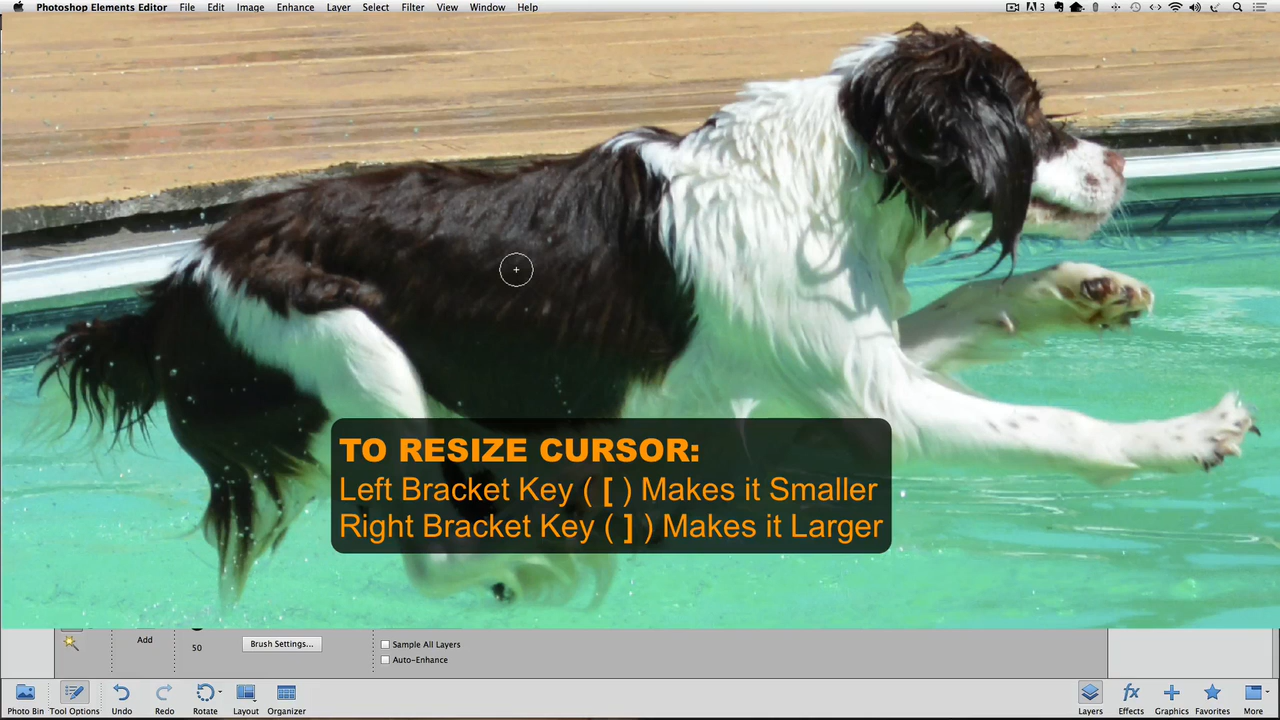 Photoshop Elements Editor File Edit Image Enhance Layer Select Filter View Window Help 3
TO RESIZE CURSOR:
Left Bracket Key ( [ ) Makes it Smaller
Right Bracket Key ( ] ) Makes it Larger
Add 50 Brush Settings... Sample All Layers
Auto-Enhance
Photo Bin Tool Options Undo Redo Rotate Layout Organizer Layers Effects Graphics Favorites More